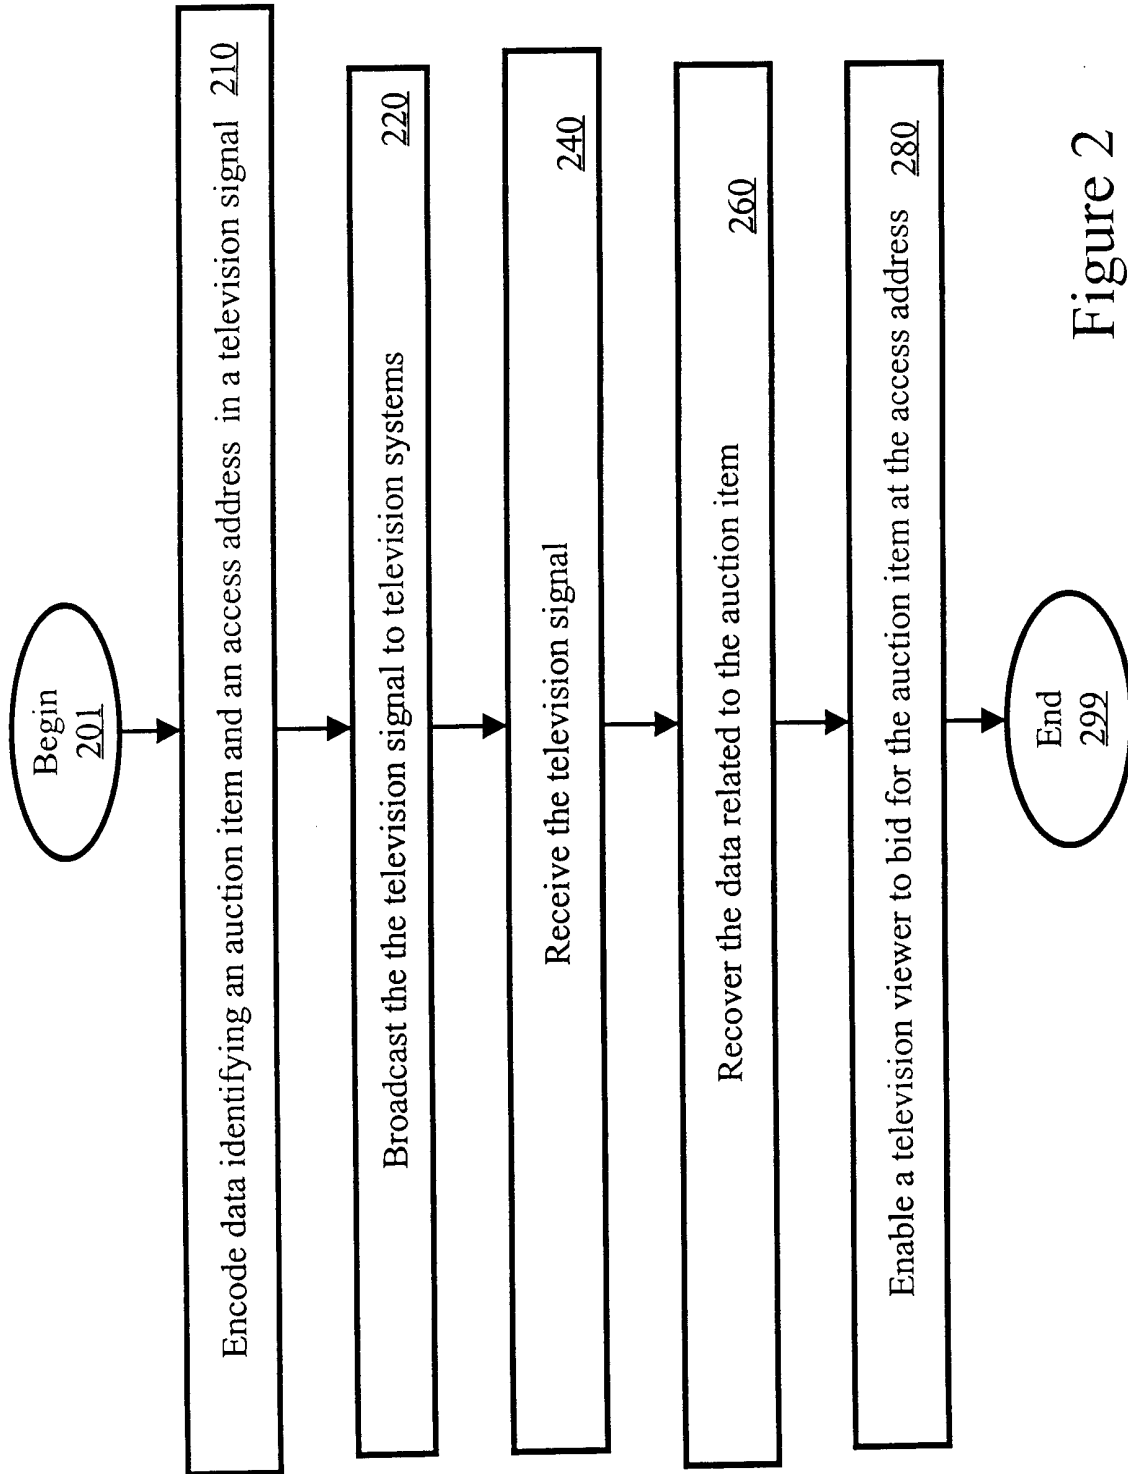 Begin
201
Encode data identifying an auction item and an access address in a television signal 210
Broadcast the the television signal to television systems 220
Receive the television signal 240
Recover the data related to the auction item 260
Enable a television viewer to bid for the auction item at the access address 280
End
299
Figure 2